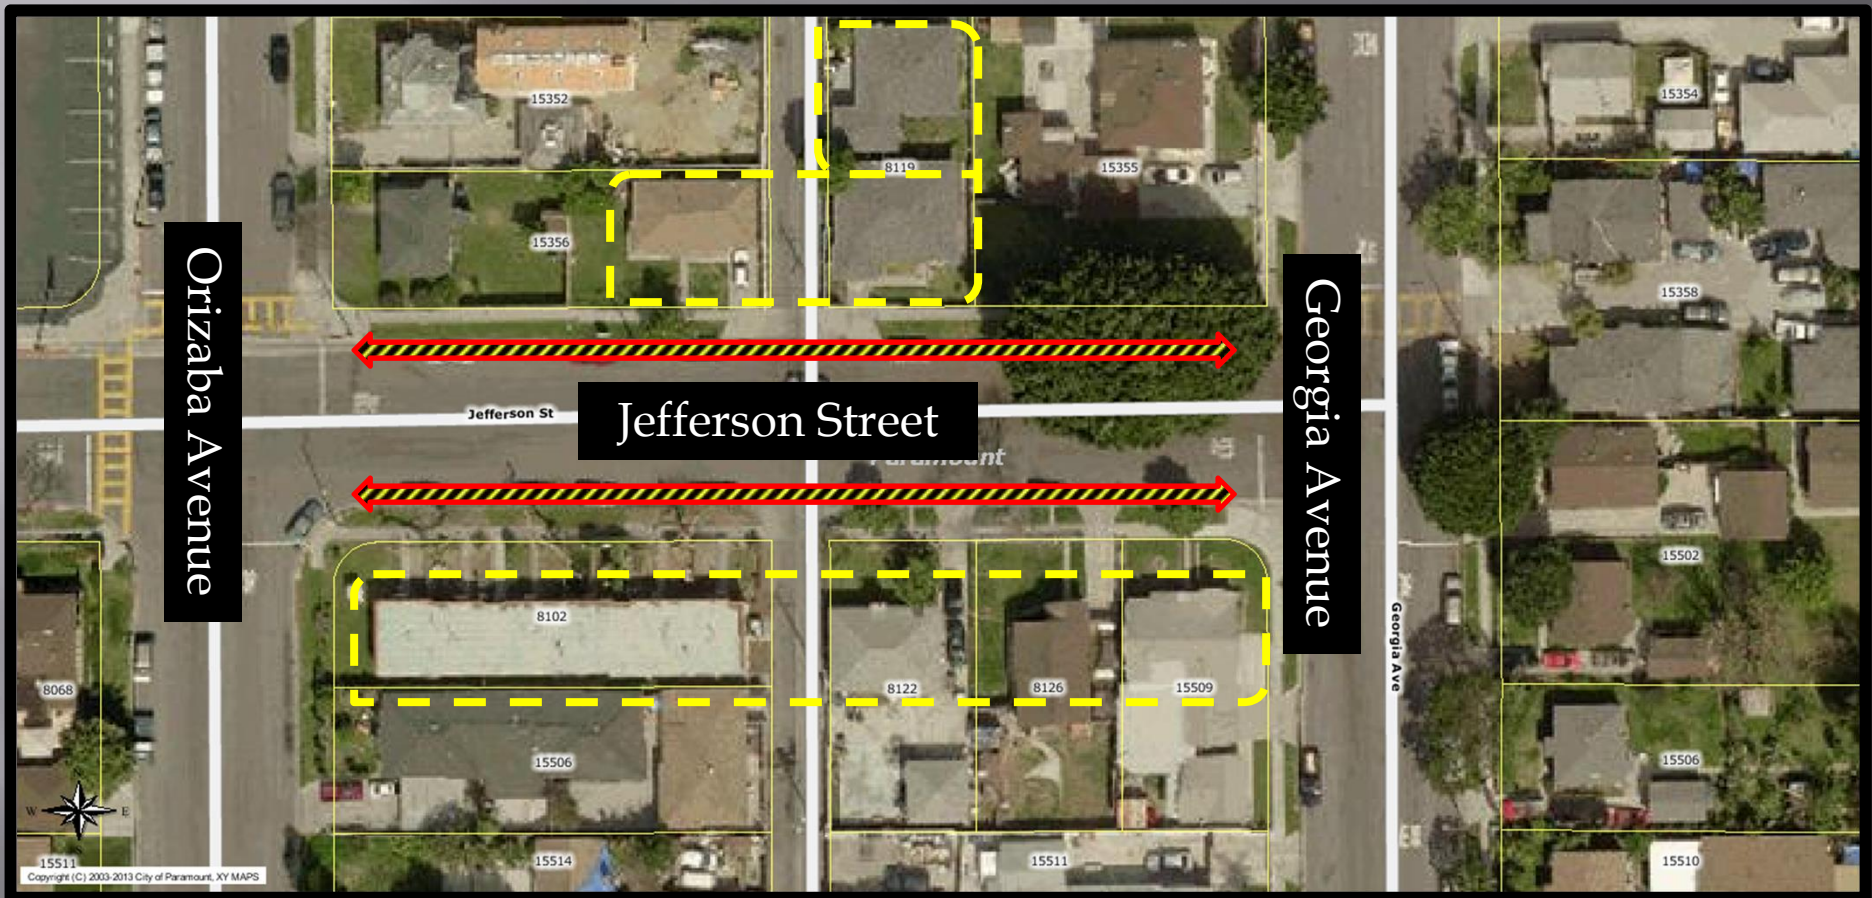 15352
15354
8119
15355
15356
15358
Orizaba Avenue
Georgia Avenue
Jefferson St
Jefferson Street
Paramount
15502
8102
Georgia Ave
8068
8122
8126
15509
15506
15506
W
E
15511
15514
15511
15510
Copyright (C) 2003-2013 City of Paramount, XY MAPS